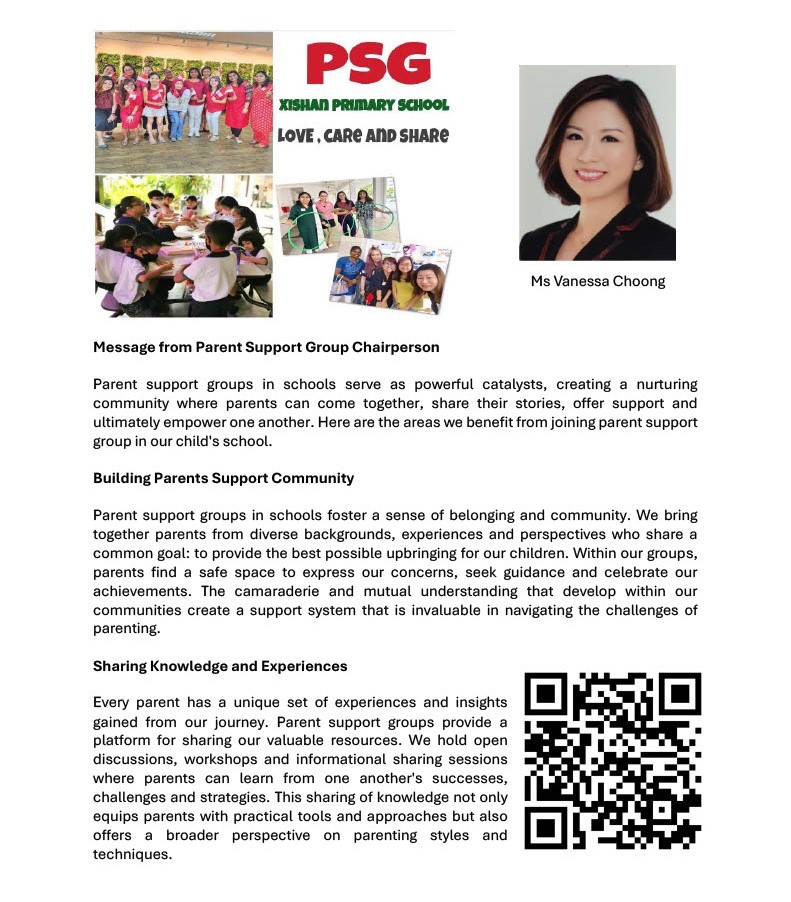 PSG
XISHAN PRIMARY SCHOOL
LOVE , CARE AND SHARE
Ms Vanessa Choong
Message from Parent Support Group Chairperson
Parent support groups in schools serve as powerful catalysts, creating a nurturing
community where parents can come together, share their stories, offer support and
ultimately empower one another. Here are the areas we benefit from joining parent support
group in our child's school.
Building Parents Support Community
Parent support groups in schools foster a sense of belonging and community. We bring
together parents from diverse backgrounds, experiences and perspectives who share a
common goal: to provide the best possible upbringing for our children. Within our groups,
parents find a safe space to express our concerns, seek guidance and celebrate our
achievements. The camaraderie and mutual understanding that develop within our
communities create a support system that is invaluable in navigating the challenges of
parenting.
Sharing Knowledge and Experiences
Every parent has a unique set of experiences and insights
gained from our journey. Parent support groups provide a
platform for sharing our valuable resources. We hold open
discussions, workshops and informational sharing sessions
where parents can learn from one another's successes,
challenges and strategies. This sharing of knowledge not only
equips parents with practical tools and approaches but also
offers a broader perspective on parenting styles and
techniques.